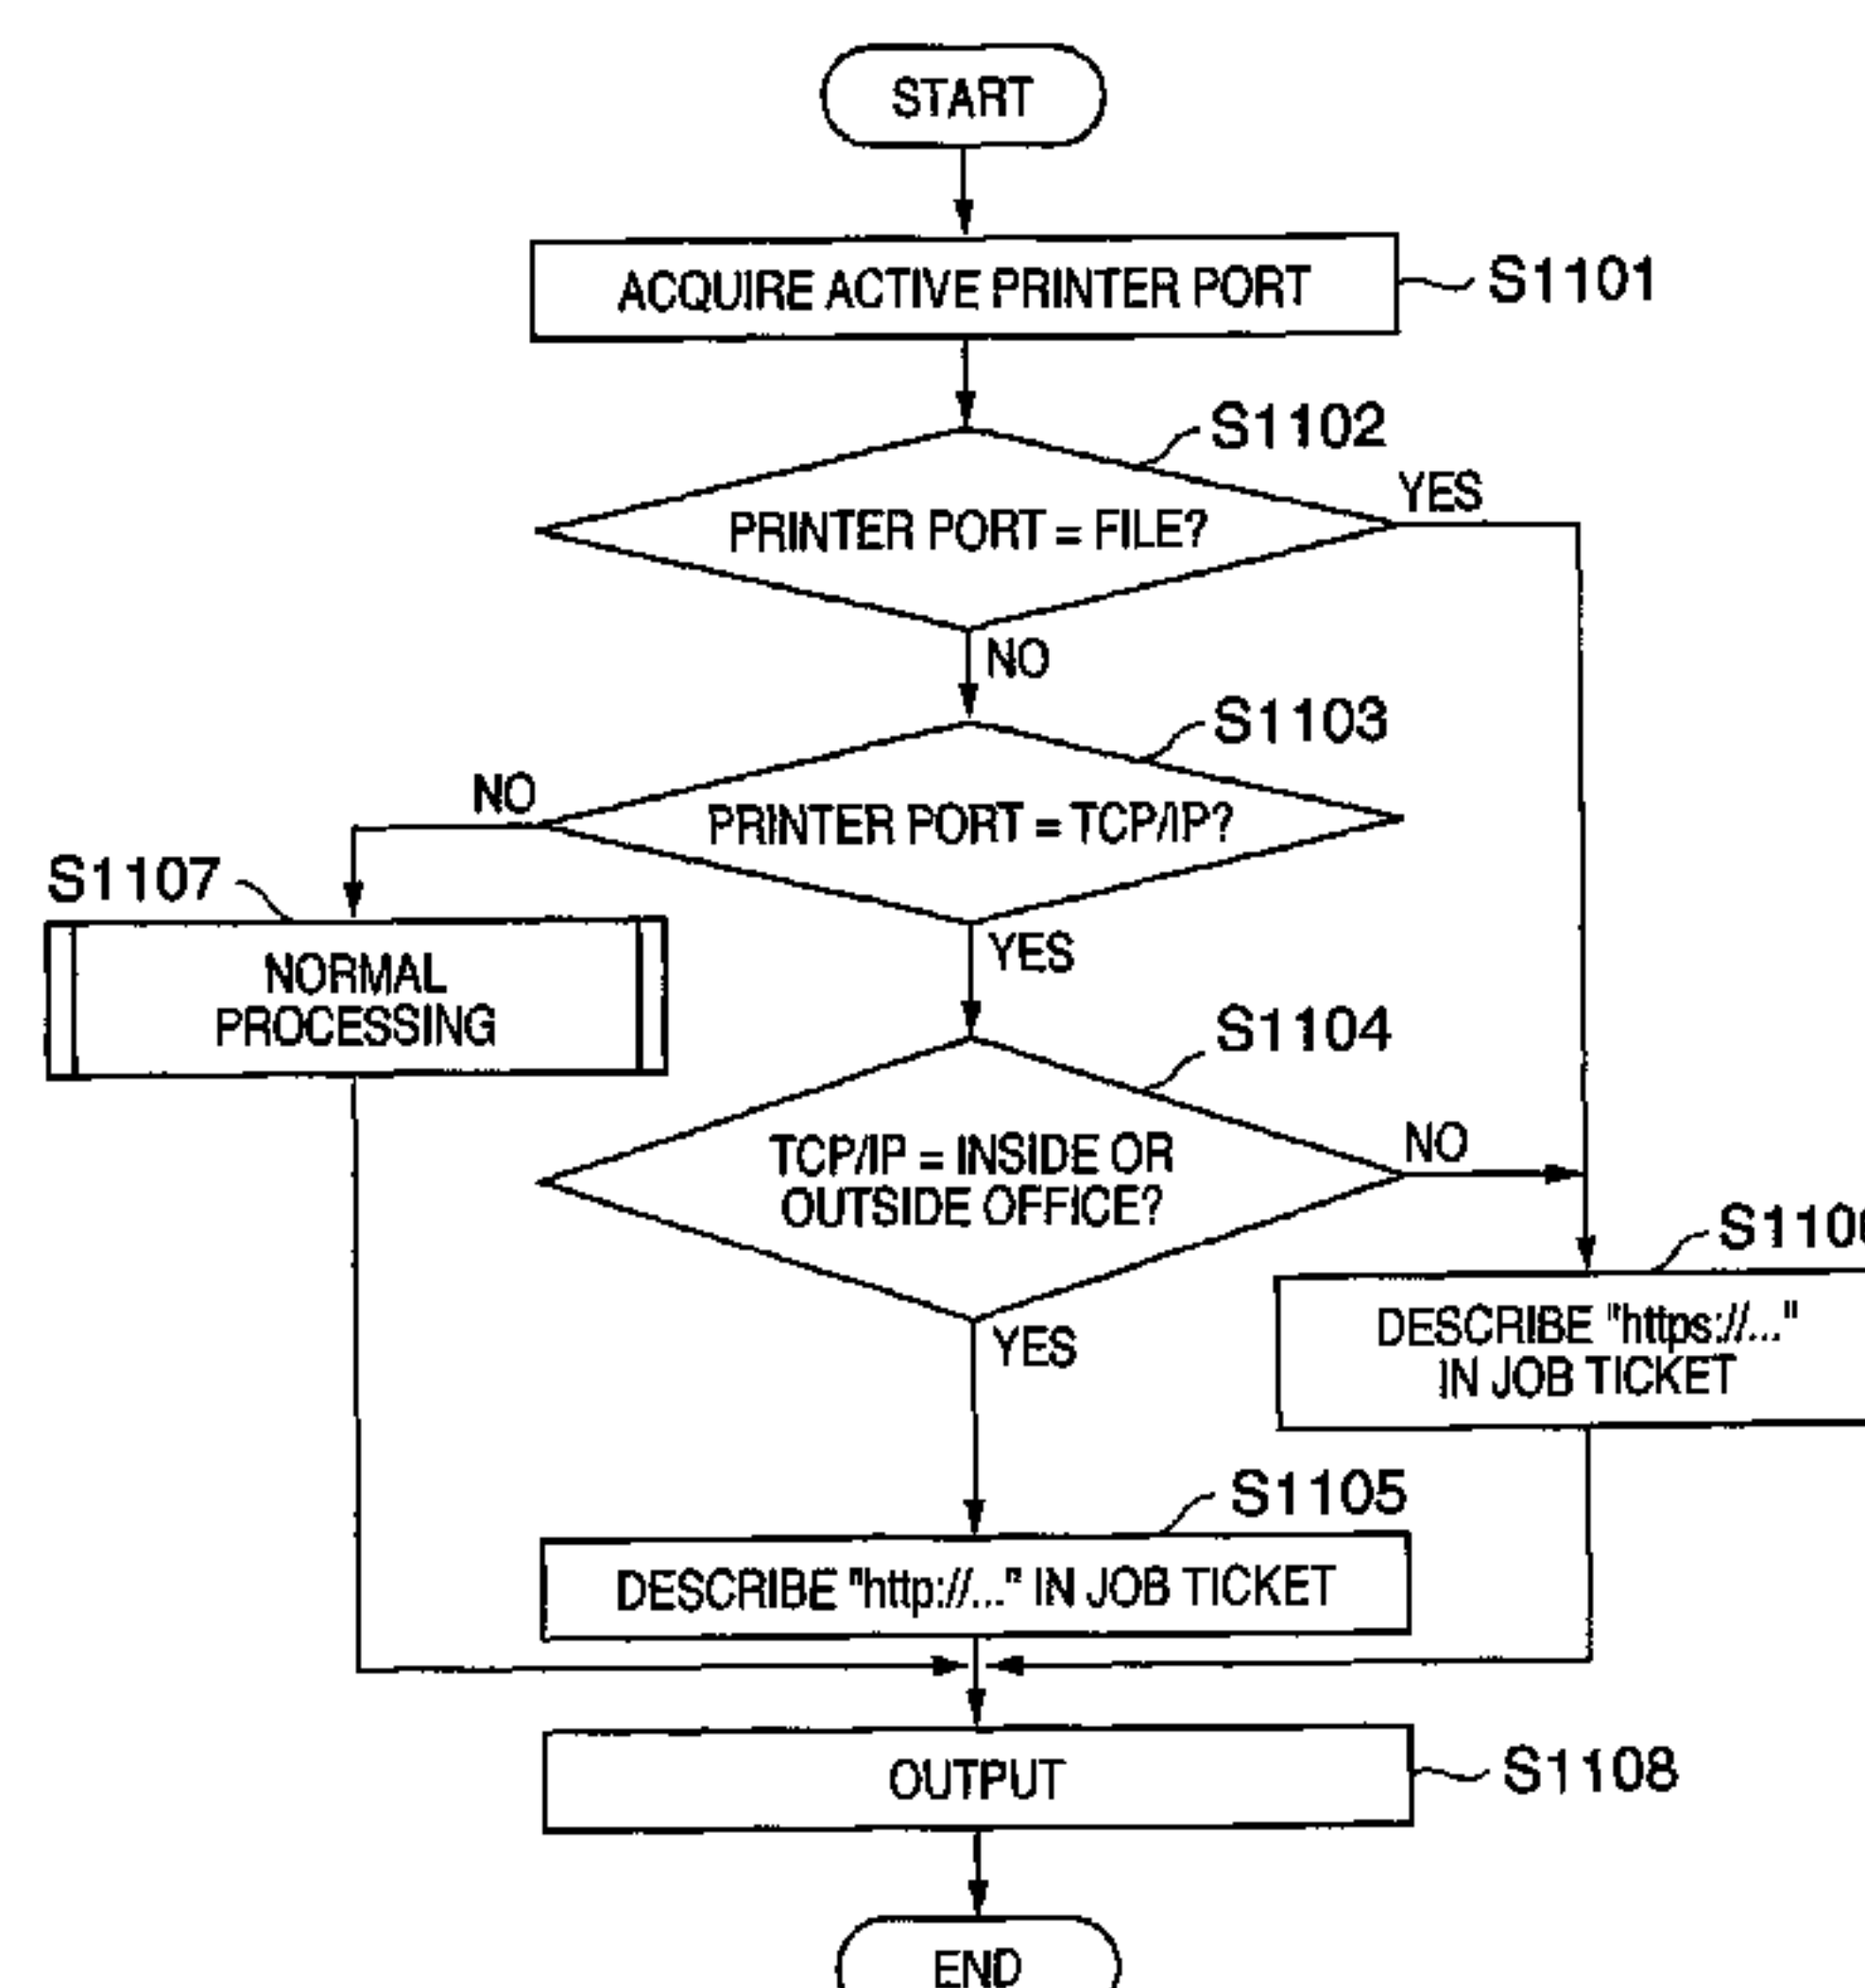 START
ACQUIRE ACTIVE PRINTER PORT
S1101
S1102
PRINTER PORT = FILE?
YES
NO
S1103
PRINTER PORT = TCP/IP?
NO
YES
S1107
NORMAL
PROCESSING
S1104
TCP/IP = INSIDE OR
OUTSIDE OFFICE?
NO
YES
DESCRIBE "https://..."
IN JOB TICKET
S1105
DESCRIBE "http://..." IN JOB TICKET
OUTPUT
S1108
END